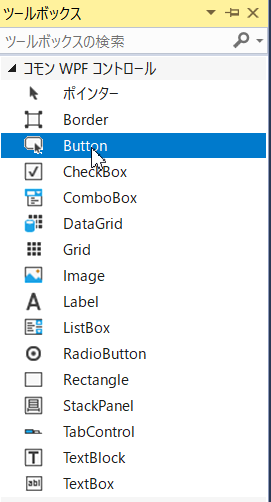 ツールボックス
ツールボックスの検索
コモン WPF コントロール
ポインター
Border
Button
CheckBox
ComboBox
DataGrid
Grid
Image
Label
ListBox
RadioButton
Rectangle
StackPanel
TabControl
TextBlock
TextBox